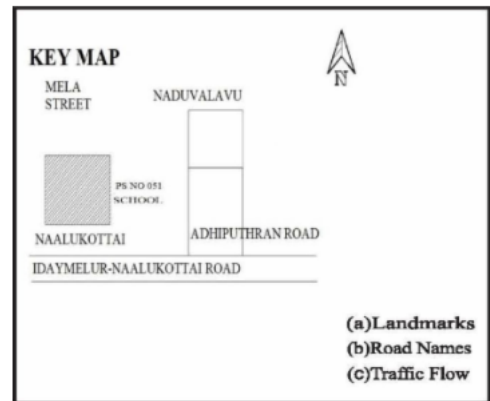 KEY MAP
N
MELA
STREET
NADUVALAVU
PS NO 051
SCHOOL
NAALUKOTTAI
ADHIPUTHRAN ROAD
IDAYMELUR-NAALUKOTTAI ROAD
(a)Landmarks
(b)Road Names
(c)Traffic Flow